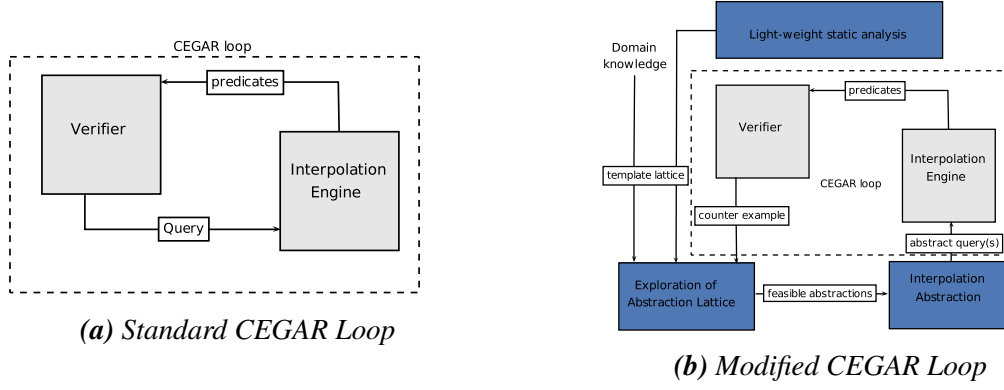 CEGAR loop
predicates
Verifier
Interpolation
Engine
Query
(a) Standard CEGAR Loop
Light-weight static analysis
Domain
knowledge
predicates
Verifier
Interpolation
Engine
template lattice
CEGAR loop
counter example
abstract query(s)
Exploration of
Abstraction Lattice
feasible abstractions
Interpolation
Abstraction
(b) Modified CEGAR Loop